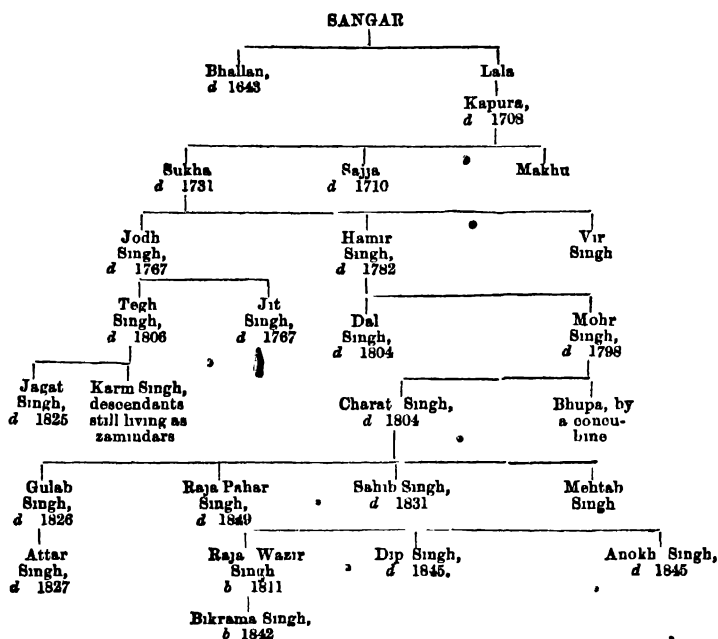 SANGAR
Bhallan,
d 1643
Lala
Kapura,
d 1708
Sukha
d 1731
Sajja
d 1710
Makhu
Jodh
Singh,
d 1767
Hamir
Singh,
d 1782
Vir
Singh
Tegh
Singh,
d 1806
Jit
Singh,
d 1767
Dal
Singh,
d 1804
Mohr
Singh,
d 1798
Jagat
Singh,
d 1825
Karm Singh,
descendants
still living as
zamindars
Charat Singh,
d 1804
Bhupa, by
a concu-
bine
Gulab
Singh,
d 1826
Raja Pahar
Singh,
d 1849
Sahib Singh,
d 1831
Mehtab
Singh
Attar
Singh,
d 1827
Raja Wazir
Singh
b 1811
Dip Singh,
d 1845.
Anokh Singh,
d 1845
Bikrama Singh,
b 1842